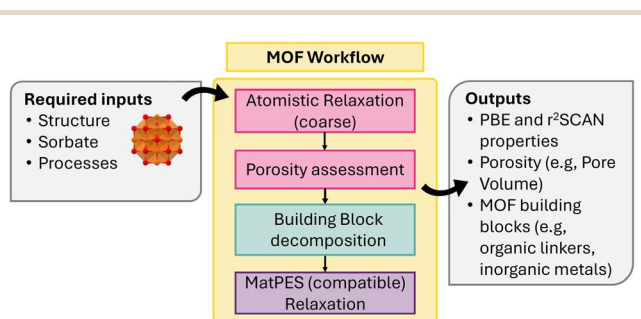 MOF Workflow
Required inputs
• Structure
• Sorbate
• Processes
Atomistic Relaxation
(coarse)
Porosity assessment
Building Block
decomposition
MatPES (compatible)
Relaxation
Outputs
• PBE and r²SCAN
properties
• Porosity (e.g, Pore
Volume)
• MOF building
blocks (e.g,
organic linkers,
inorganic metals)